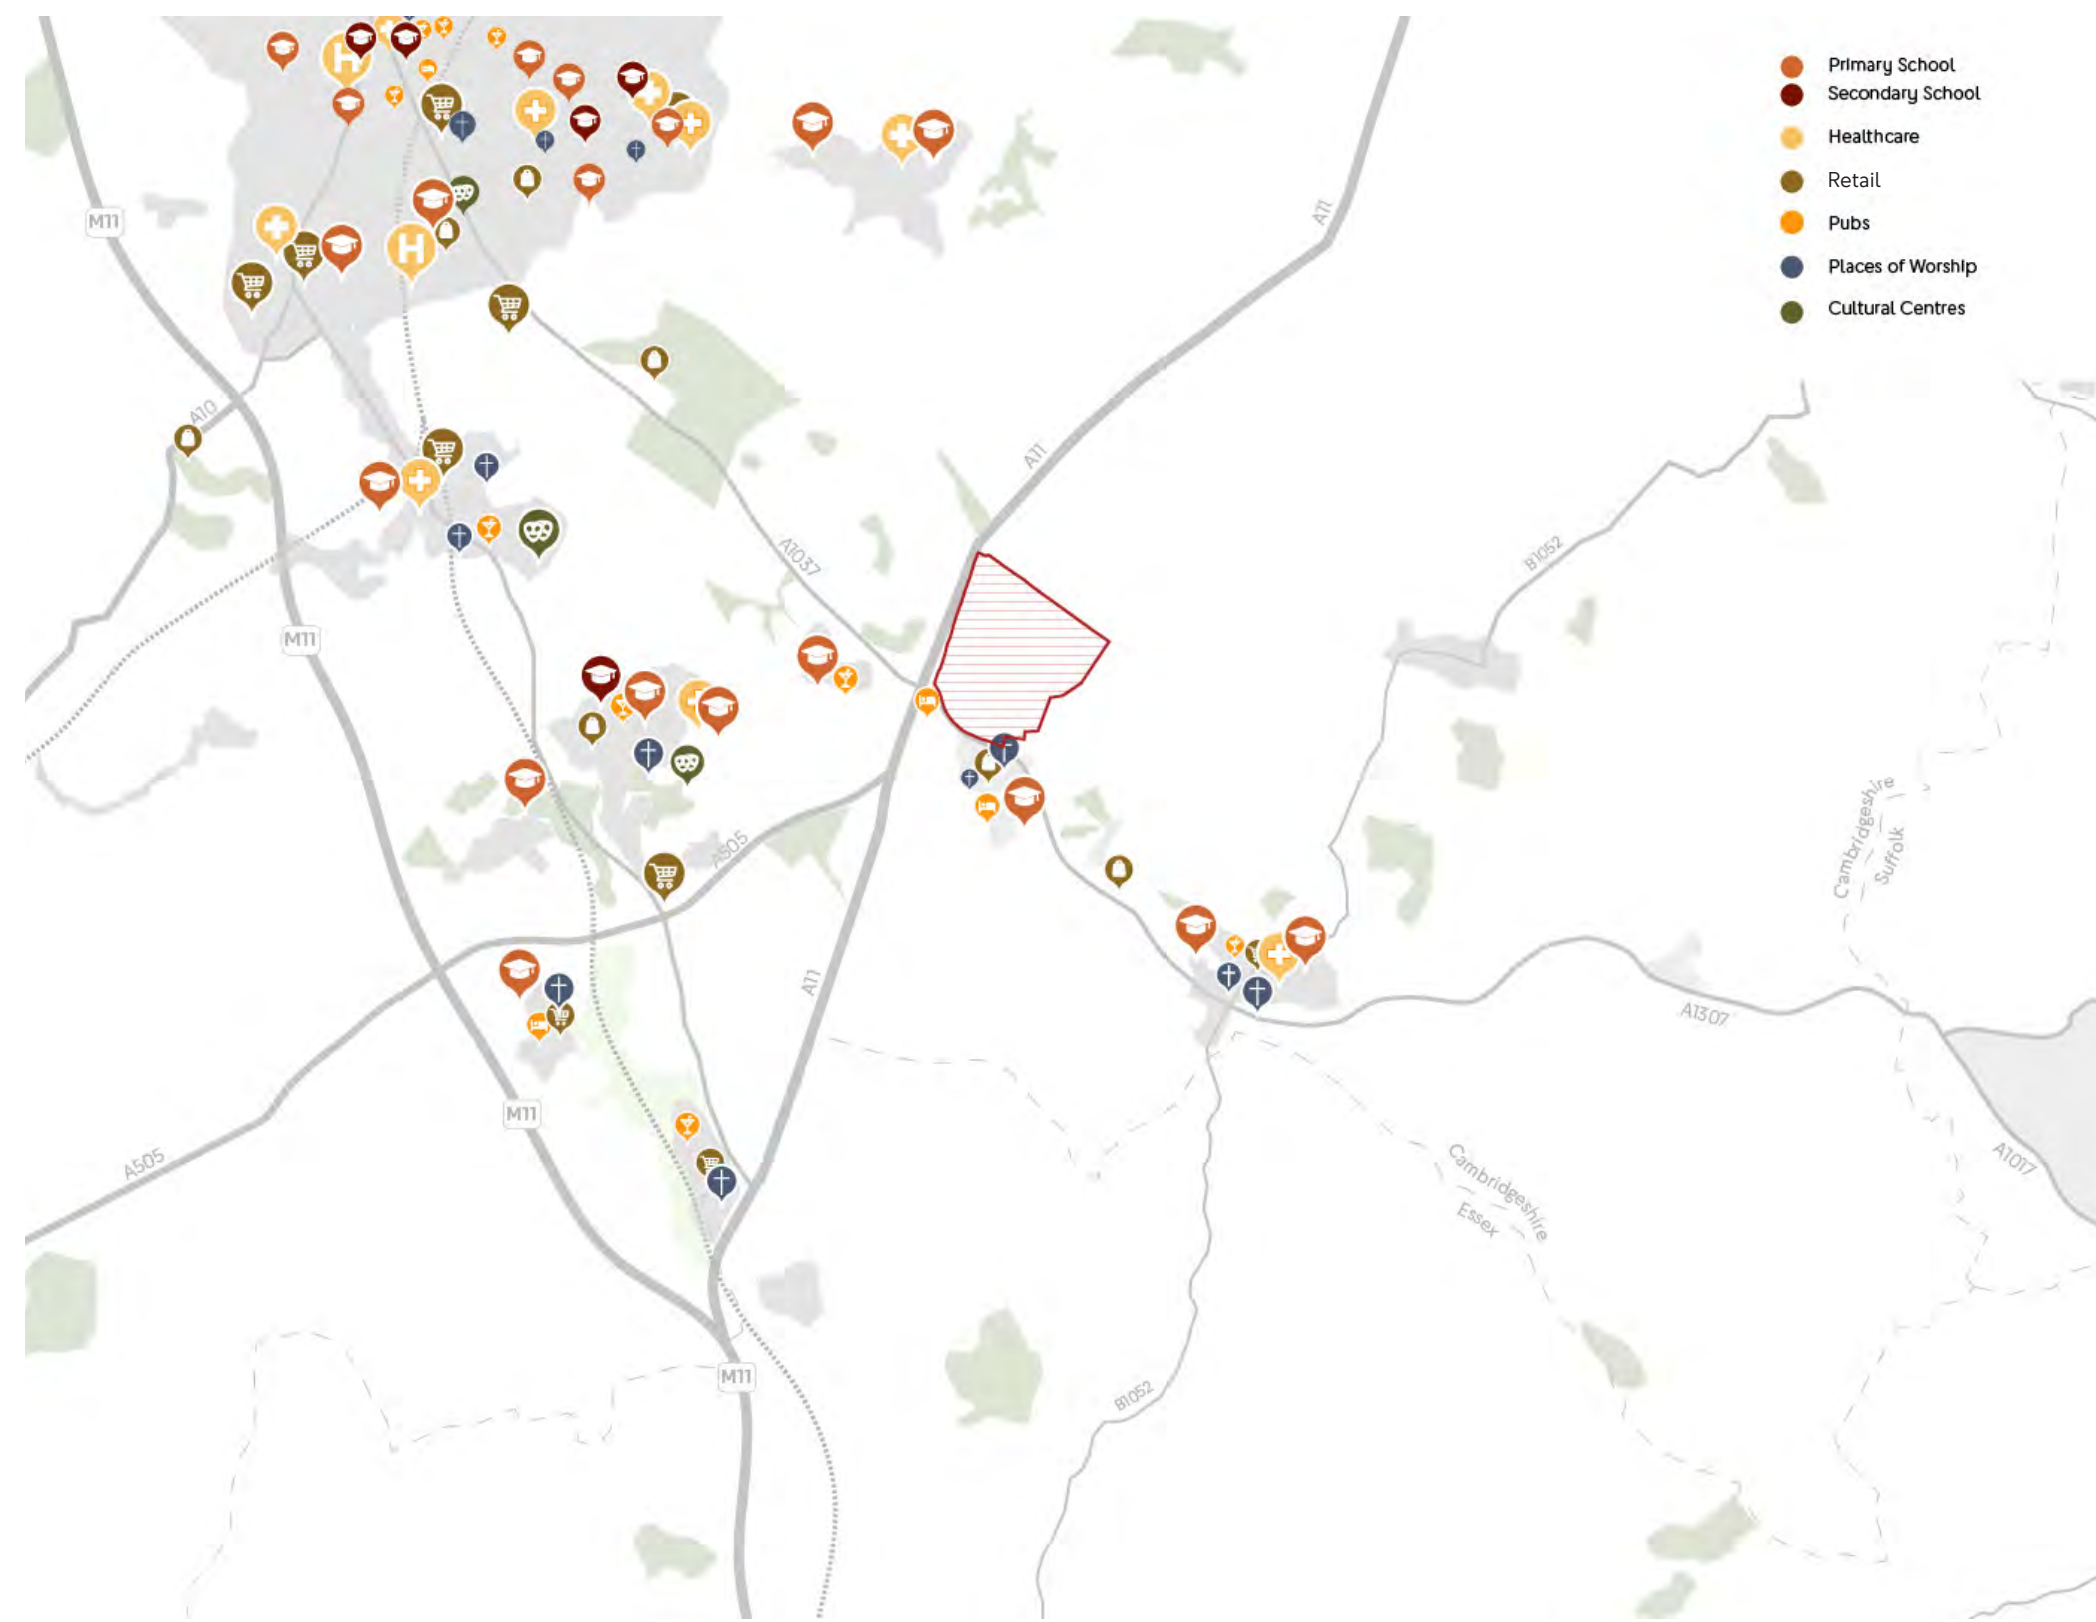 Primary School
Secondary School
Healthcare
Retail
Pubs
Places of Worship
Cultural Centres
H
M11
A11
H
A10
A11
A1037
B1052
M11
Cambridgeshire
Suffolk
A505
A11
A1307
M11
A505
Cambridgeshire
Essex
A1017
M11
B1052